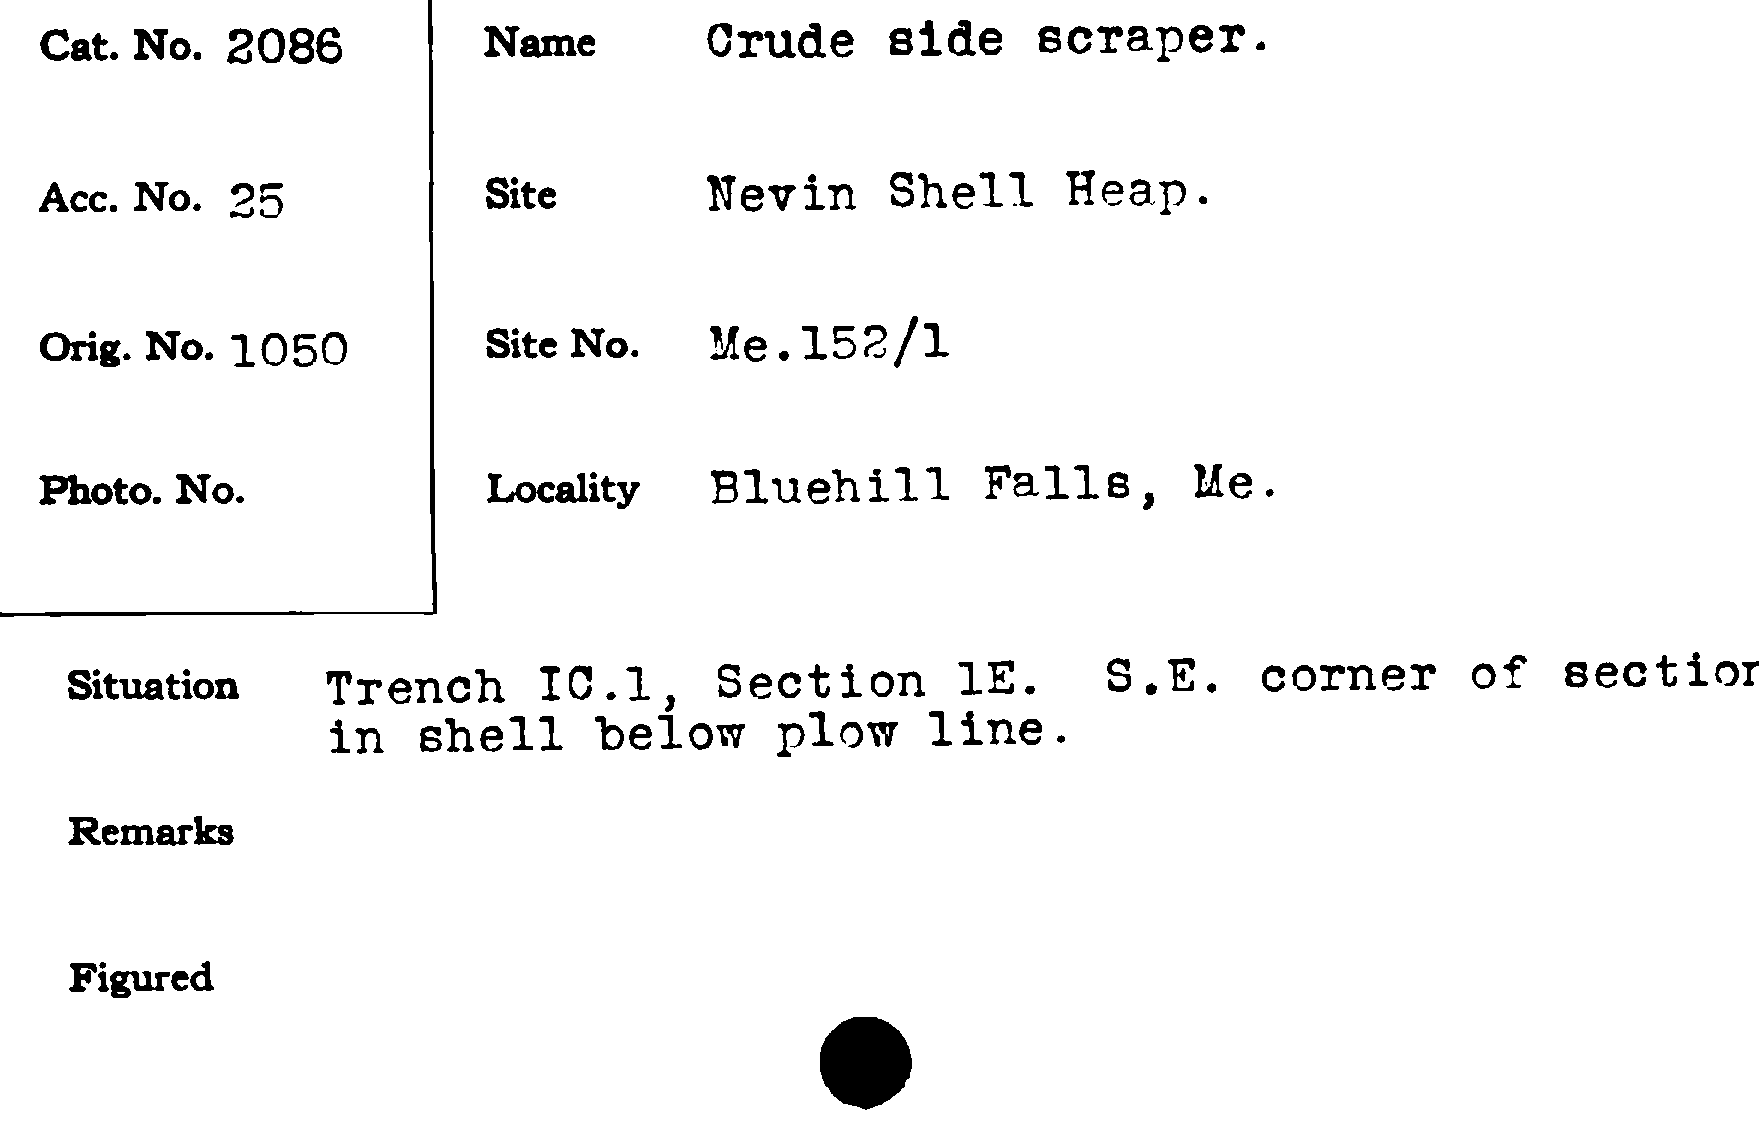 Cat. No. 2086
Name Crude side scraper.
Acc. No. 25
Site Nevin Shell Heap.
Orig. No. 1050
Site No. Me.152/1
Photo. No.
Locality Bluehill Falls, Me.
Situation Trench IC.1, Section 1E. S.E. corner of section
in shell below plow line.
Remarks
Figured